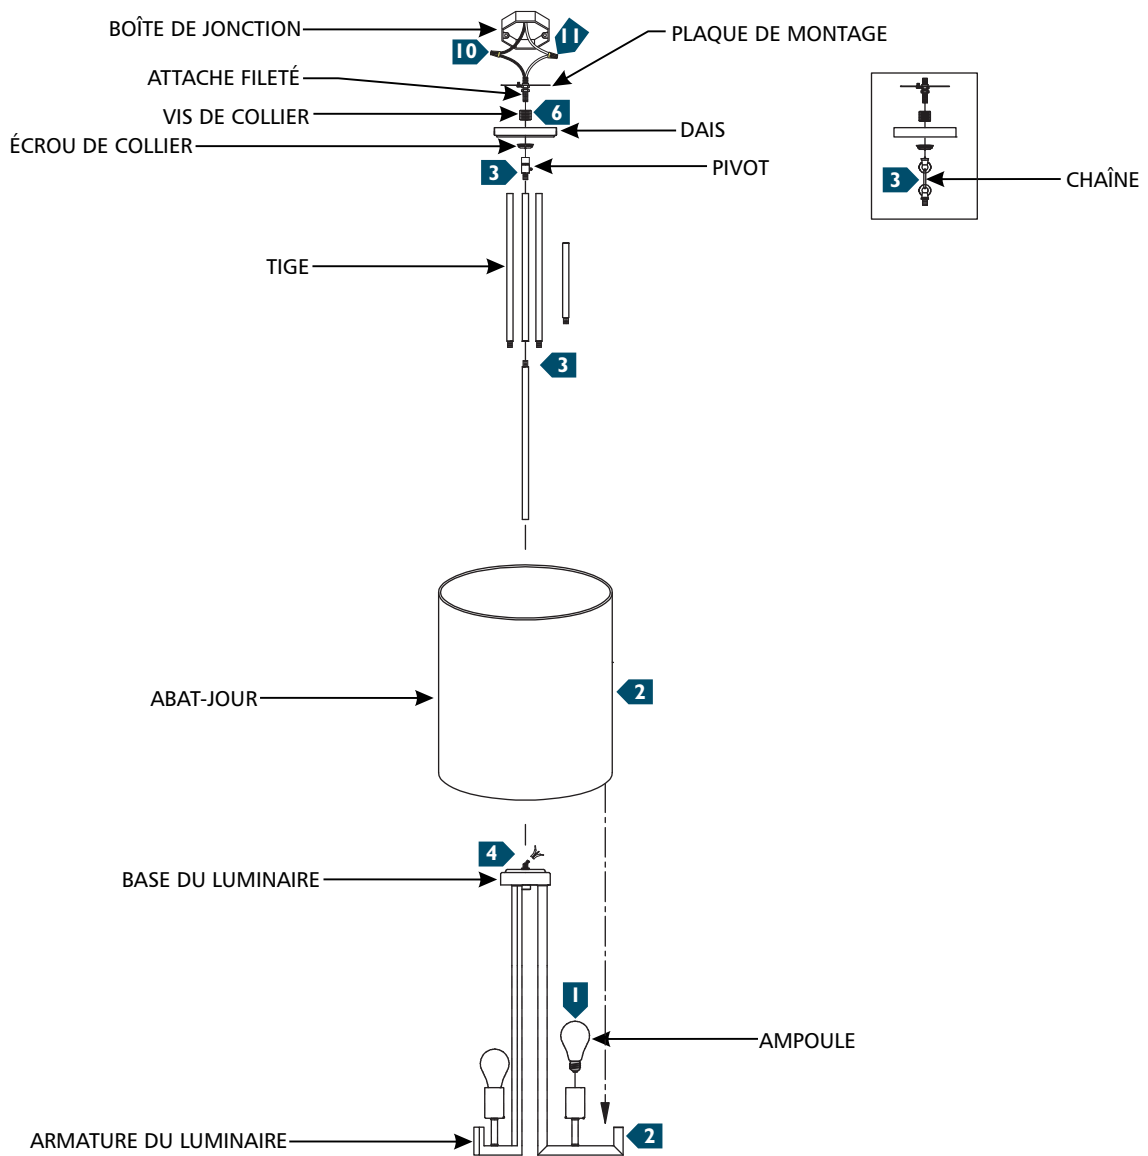 BOÎTE DE JONCTION
10
11
PLAQUE DE MONTAGE
ATTACHE FILETÉ
VIS DE COLLIER
6
DAIS
ÉCROU DE COLLIER
3
PIVOT
3
CHAÎNE
TIGE
3
ABAT-JOUR
2
4
BASE DU LUMINAIRE
1
AMPOULE
ARMATURE DU LUMINAIRE
2